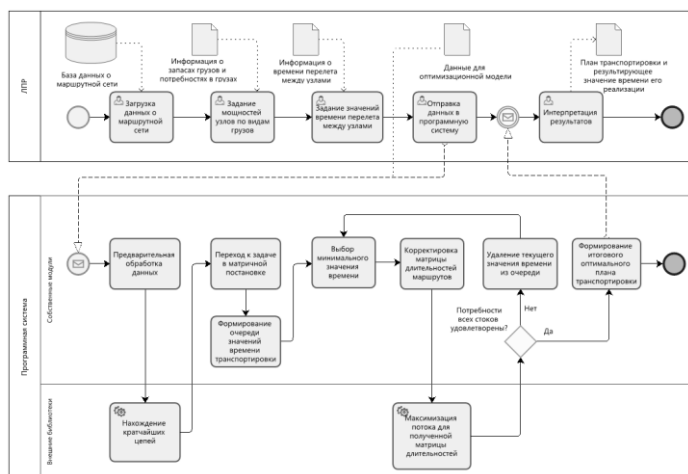 ЛПР
База данных о
маршрутной сети
Информация о
запасах грузов и
потребностях в грузах
Информация о
времени перелета
между узлами
Данные для
оптимизационной
модели
План транспортировки и
результирующее
значение времени его
реализации
Загрузка
данных о
маршрутной
сети
Задание
мощностей
узлов по видам
грузов
Задание значений
времени перелета
между узлами
Отправка
данных в
программную
систему
Интерпретация
результатов
Програмная система
Собственные модули
Предварительная
обработка
данных
Переход к задаче
в матричной
постановке
Формирование
очереди
значений
времени
транспортировки
Выбор
минимального
значения
времени
Корректировка
матрицы
длительностей
маршрутов
Удаление текущего
значения времени
из очереди
Формирование
итогового
оптимального
плана
транспортировки
Потребности
всех стоков
удовлетворены?
Нет
Да
Внешние библиотеки
Нахождение
кратчайших
цепей
Максимизация
потока для
полученной
матрицы
длительностей